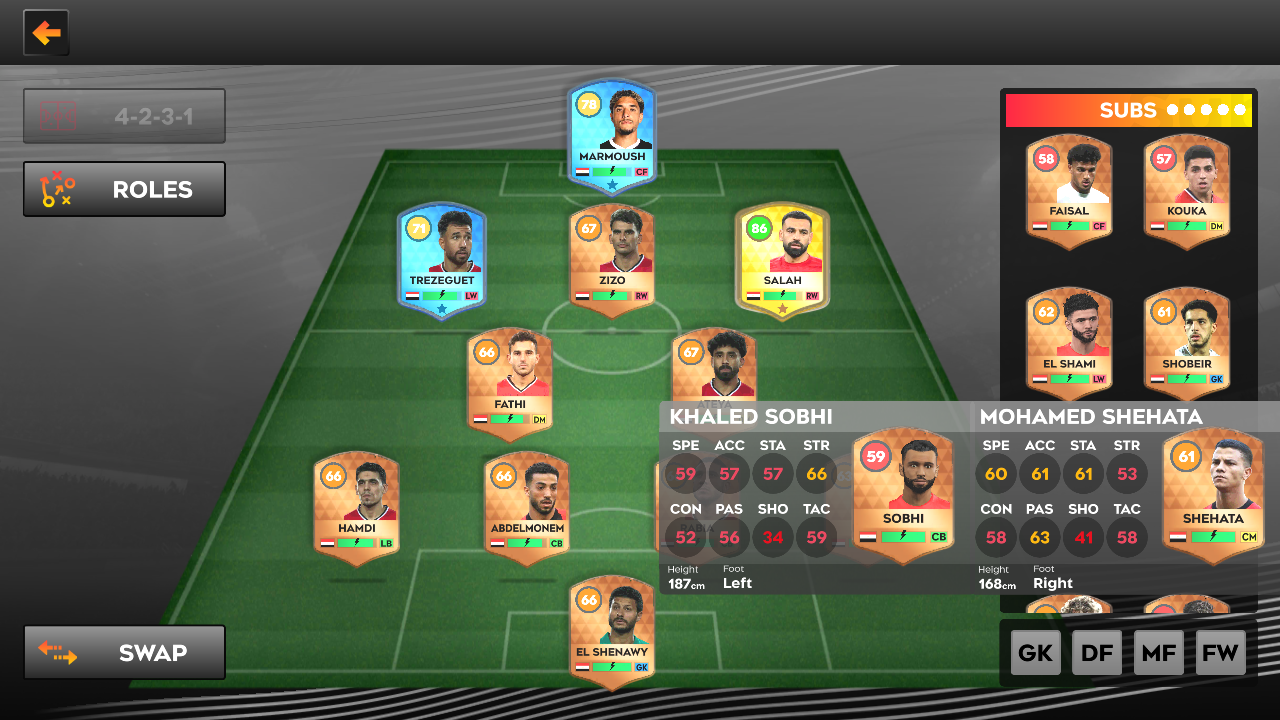 4-2-3-1
ROLES
78
MARMOUSH
CF
71
TREZEGUET
LW
67
ZIZO
RW
86
SALAH
RW
66
FATHI
DM
67
ATEYA
66
HAMDI
LB
66
ABDELMONEM
CB
66
EL SHENAWY
GK
SWAP
SUBS
58
FAISAL
CF
57
KOUKA
DM
62
EL SHAMI
LW
61
SHOBEIR
GK
KHALED SOBHI
SPE ACC STA STR
59 57 57 66
CON PAS SHO TAC
52 56 34 59
Height Foot
187cm Left
59
SOBHI
CB
MOHAMED SHEHATA
SPE ACC STA STR
60 61 61 53
CON PAS SHO TAC
58 63 41 58
Height Foot
168cm Right
61
SHEHATA
CM
GK DF MF FW